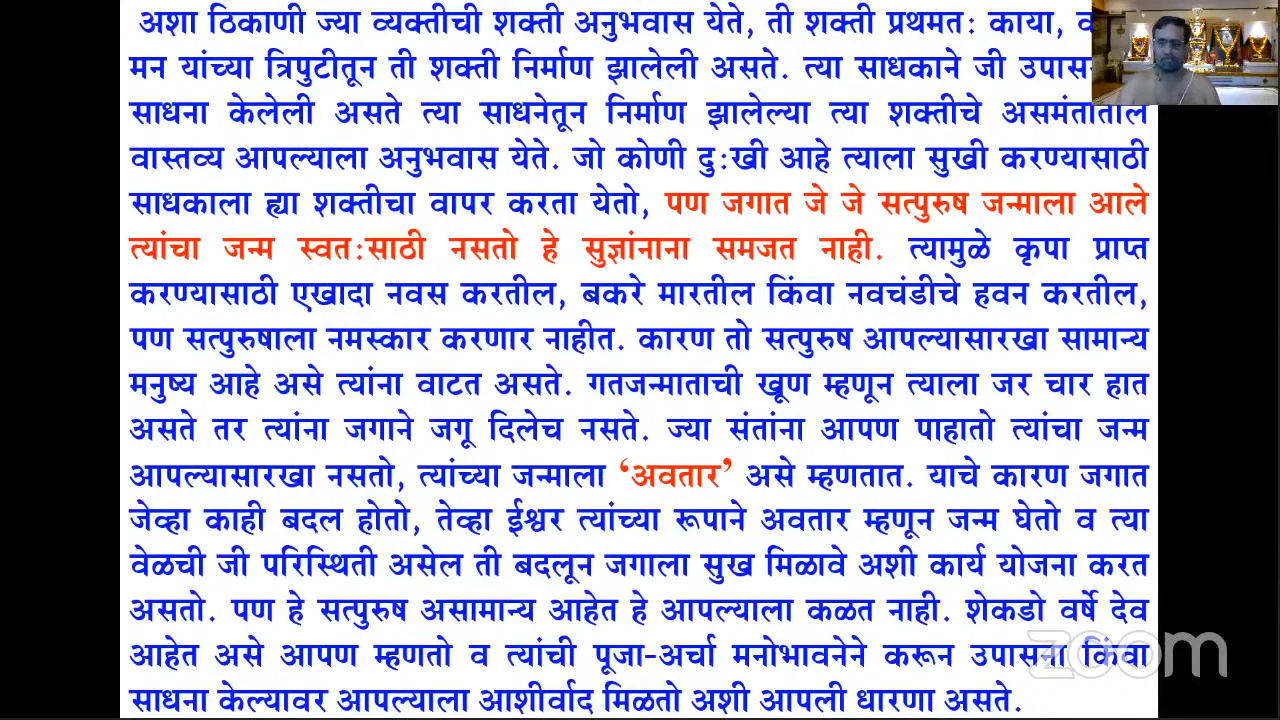 अशा ठिकाणी ज्या व्यक्तीची शक्ती अनुभवास येते, ती शक्ती प्रथमतः काया,
मन यांच्या त्रिपुटीतून ती शक्ती निर्माण झालेली असते. त्या साधकाने जी
साधना केलेली असते त्या साधनेतून निर्माण झालेल्या त्या शक्तीचे असमंतातील
वास्तव्य आपल्याला अनुभवास येते. जो कोणी दुःखी आहे त्याला सुखी करण्यासाठी
साधकाला ह्या शक्तीचा वापर करता येतो, पण जगात जे जे सत्पुरुष जन्माला आले
त्यांचा जन्म स्वतःसाठी नसतो हे सुज्ञांनाना समजत नाही. त्यामुळे कृपा प्राप्त
करण्यासाठी एखादा नवस करतील, बकरे मारतील किंवा नवचंडीचे हवन करतील,
पण सत्पुरुषाला नमस्कार करणार नाहीत. कारण तो सत्पुरुष आपल्यासारखा सामान्य
मनुष्य आहे असे त्यांना वाटत असते. गतजन्माताची खूण म्हणून त्याला जर चार हात
असते तर त्यांना जगाने जगू दिलेच नसते. ज्या संतांना आपण पाहातो त्यांचा जन्म
आपल्यासारखा नसतो, त्यांच्या जन्माला ‘अवतार’ असे म्हणतात. याचे कारण जगात
जेव्हा काही बदल होतो, तेव्हा ईश्वर त्यांच्या रूपाने अवतार म्हणून जन्म घेतो व त्या
वेळची जी परिस्थिती असेल ती बदलून जगाला सुख मिळावे अशी कार्य योजना करत
असतो. पण हे सत्पुरुष असामान्य आहेत हे आपल्याला कळत नाही. शेकडो वर्षे देव
आहेत असे आपण म्हणतो व त्यांची पूजा-अर्चा मनोभावनेने करून उपासना किंवा
साधना केल्यावर आपल्याला आशीर्वाद मिळतो अशी आपली धारणा असते.
zoom